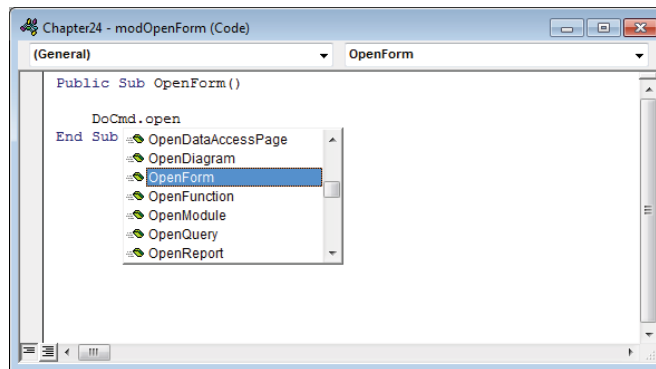 Chapter24 - modOpenForm (Code)
(General) OpenForm
Public Sub OpenForm()
DoCmd.open
End Sub
OpenDataAccessPage
OpenDiagram
OpenForm
OpenFunction
OpenModule
OpenQuery
OpenReport